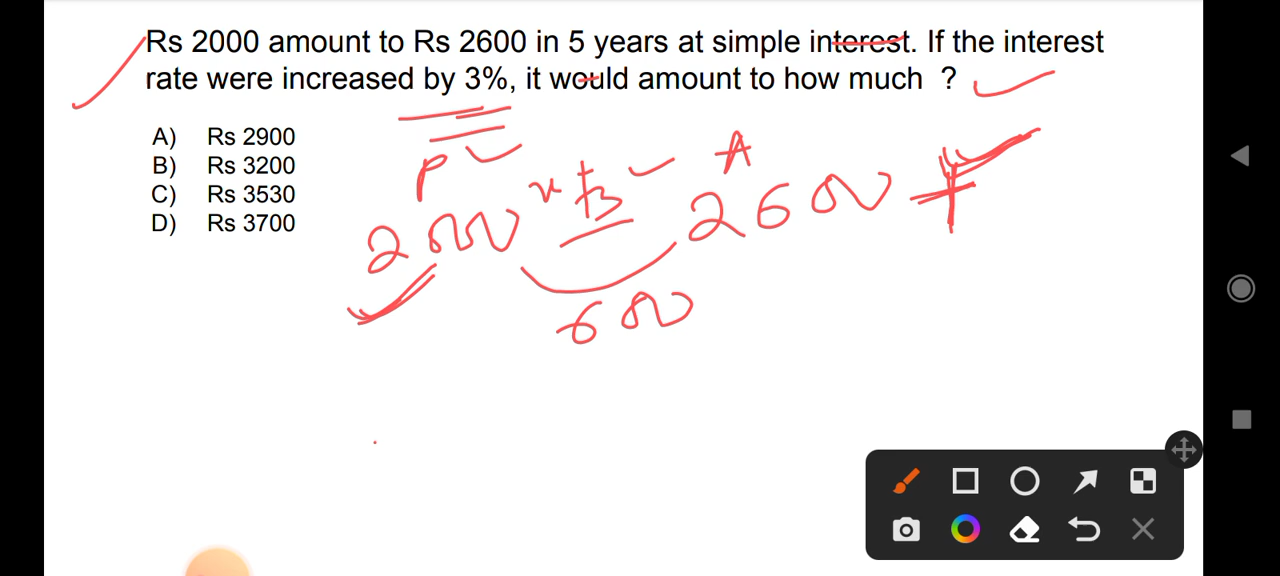 Rs 2000 amount to Rs 2600 in 5 years at simple interest. If the interest
rate were increased by 3%, it would amount to how much ?
A) Rs 2900
B) Rs 3200
C) Rs 3530
D) Rs 3700
P A
2000 2600
600